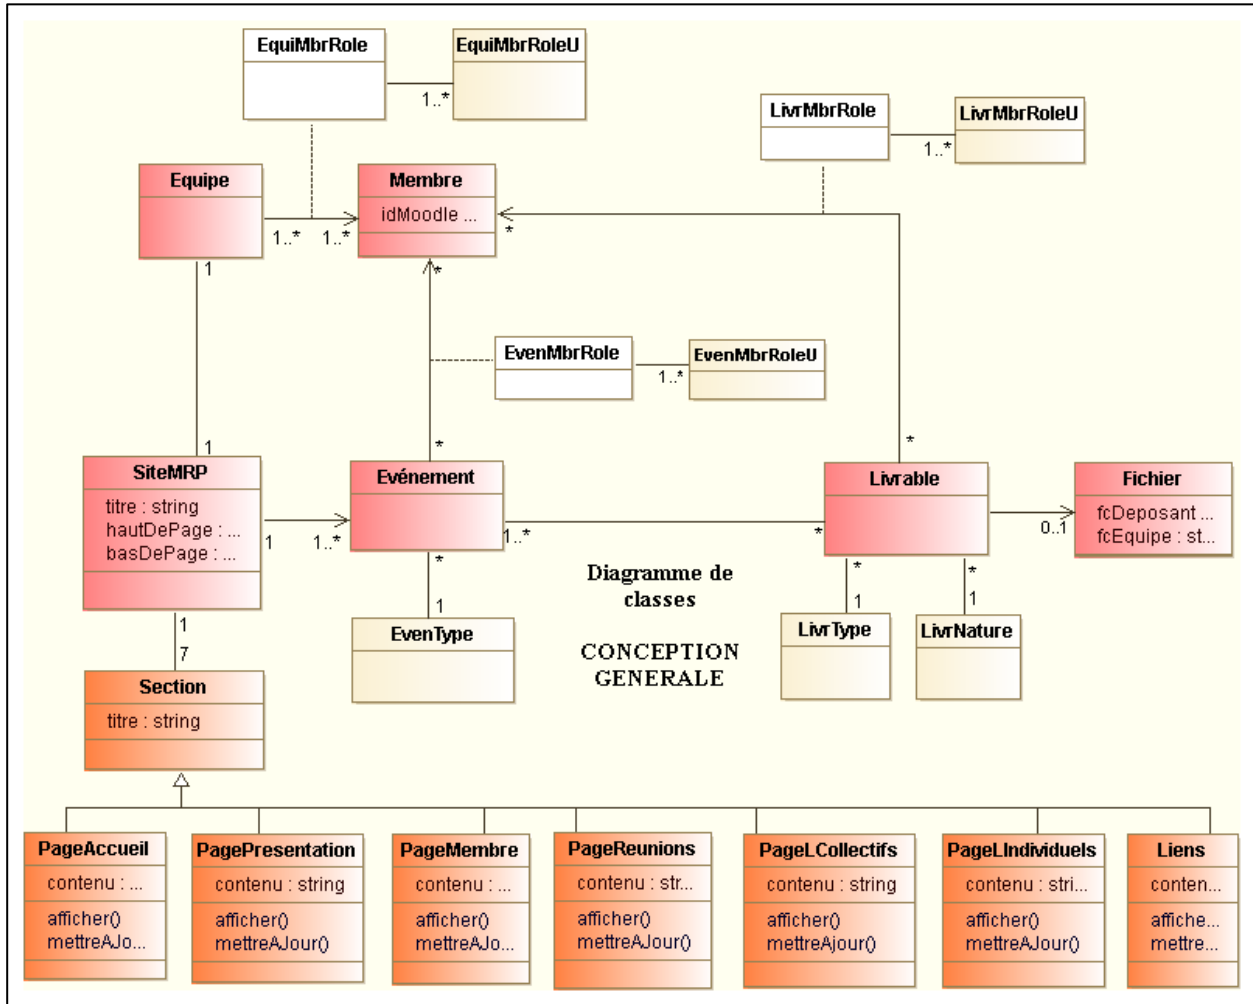 EquiMbrRole
EquiMbrRoleU
1..*
LivrMbrRole
LivrMbrRoleU
1..*
Equipe
Membre
idMoodle ...
1..*
1..*
*
1
*
EvenMbrRole
EvenMbrRoleU
1..*
1
*
*
SiteMRP
titre : string
hautDePage : ...
basDePage : ...
Evénement
Livrable
Fichier
fcDeposant ...
fcEquipe : st...
1
1..*
1..*
*
0..1
*
1
*
1
*
1
Diagramme de
classes
CONCEPTION
GENERALE
EvenType
LivrType
LivrNature
1
7
Section
titre : string
PageAccueil
contenu : ...
afficher()
mettreAJo...
PagePresentation
contenu : string
afficher()
mettreAJour()
PageMembre
contenu : ...
afficher()
mettreAJo...
PageReunions
contenu : str...
afficher()
mettreAJour()
PageLCollectifs
contenu : string
afficher()
mettreAjour()
PageLIndividuels
contenu : stri...
afficher()
mettreAJour()
Liens
conten...
affiche...
mettre...